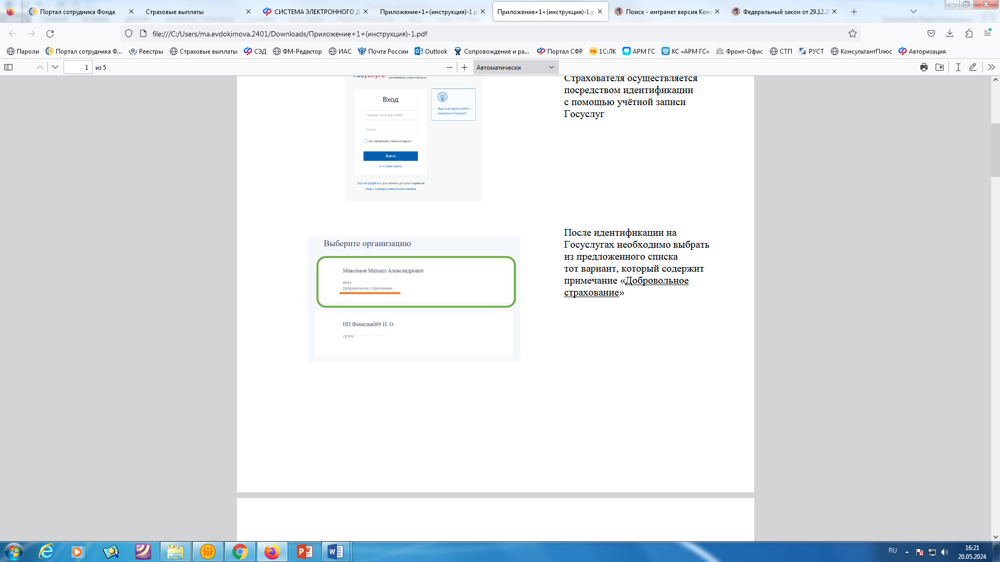 Портал сотрудника Фонда
Страховые выплаты
СИСТЕМА ЭЛЕКТРОННОГО Д
Приложение+1+(инструкция)-1.p
Приложение+1+(инструкция)-1.p
Поиск - интранет версия Конс
Федеральный закон от 29.12.20
file:///C:/Users/ma.evdokimova.2401/Downloads/Приложение+1+(инструкция)-1.pdf
Пароли
Портал сотрудника Ф...
Реестры
Страховые выплаты
СЭД
ФМ-Редактор
ИАС
Почта России
Outlook
Сопровождение и ра...
Портал СФР
1С:ЛК
АРМ ГС
КС «АРМ ГС»
Фронт-Офис
СТП
РУСТ
КонсультантПлюс
Авторизация
1 из 5
Автоматически
Страхователя осуществляется
посредством идентификации
с помощью учётной записи
Госуслуг
Вход
Телефон, почта или СНИЛС
Пароль
Не запоминать логин и пароль
Войти
Я не знаю пароль
Куда еще можно войти с
паролем от Госуслуг?
Зарегистрируйтесь для полного доступа к сервисам
Вход с помощью электронной подписи
Выберите организацию
Максимов Михаил Александрович
ИНН:
Добровольное страхование
ИП Фамилия009 И. О.
ОГРН:
После идентификации на
Госуслугах необходимо выбрать
из предложенного списка
тот вариант, который содержит
примечание «Добровольное
страхование»
RU
16:21
20.05.2024